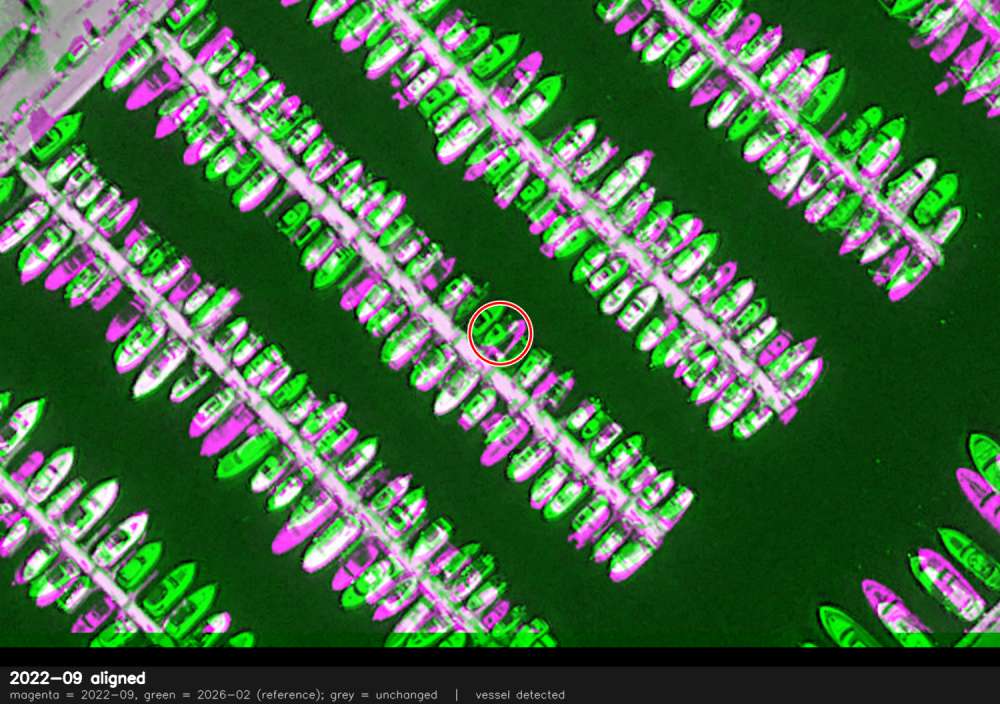 2022-09 aligned
magenta = 2022-09, green = 2026-02 (reference); grey = unchanged | vessel detected